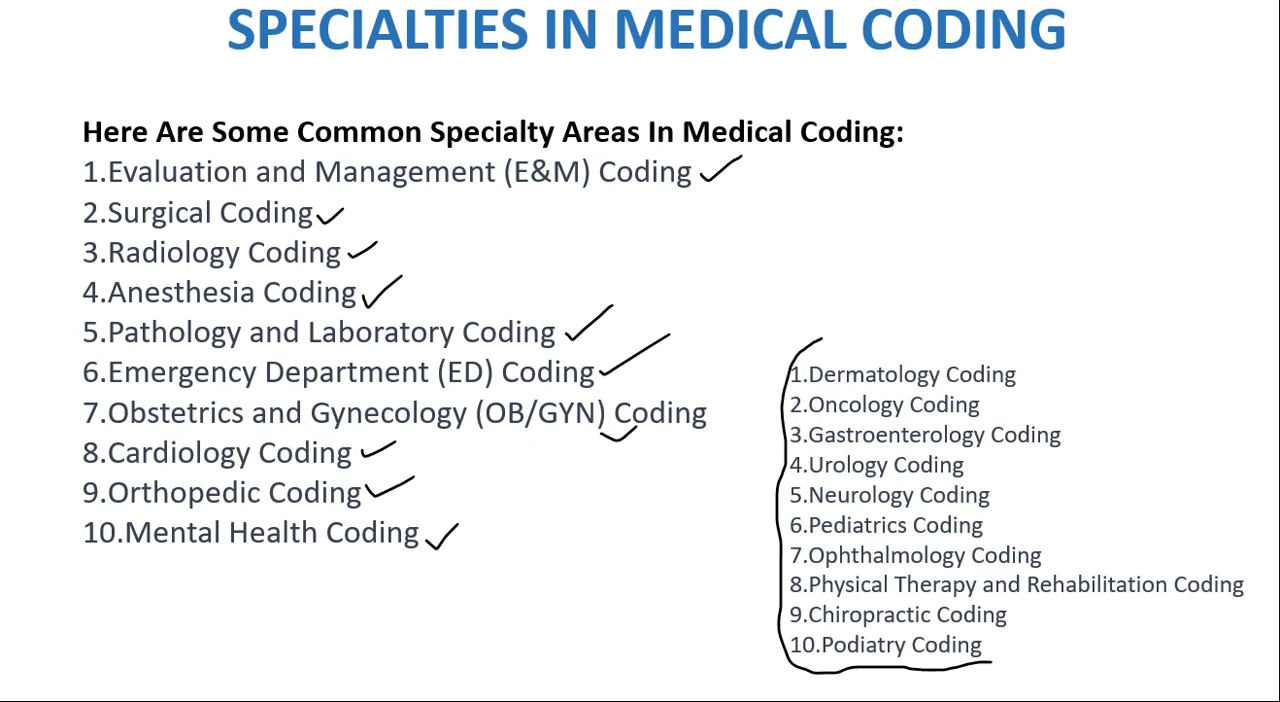 SPECIALTIES IN MEDICAL CODING
Here Are Some Common Specialty Areas In Medical Coding:
1.Evaluation and Management (E&M) Coding
2.Surgical Coding
3.Radiology Coding
4.Anesthesia Coding
5.Pathology and Laboratory Coding
6.Emergency Department (ED) Coding
7.Obstetrics and Gynecology (OB/GYN) Coding
8.Cardiology Coding
9.Orthopedic Coding
10.Mental Health Coding
1.Dermatology Coding
2.Oncology Coding
3.Gastroenterology Coding
4.Urology Coding
5.Neurology Coding
6.Pediatrics Coding
7.Ophthalmology Coding
8.Physical Therapy and Rehabilitation Coding
9.Chiropractic Coding
10.Podiatry Coding